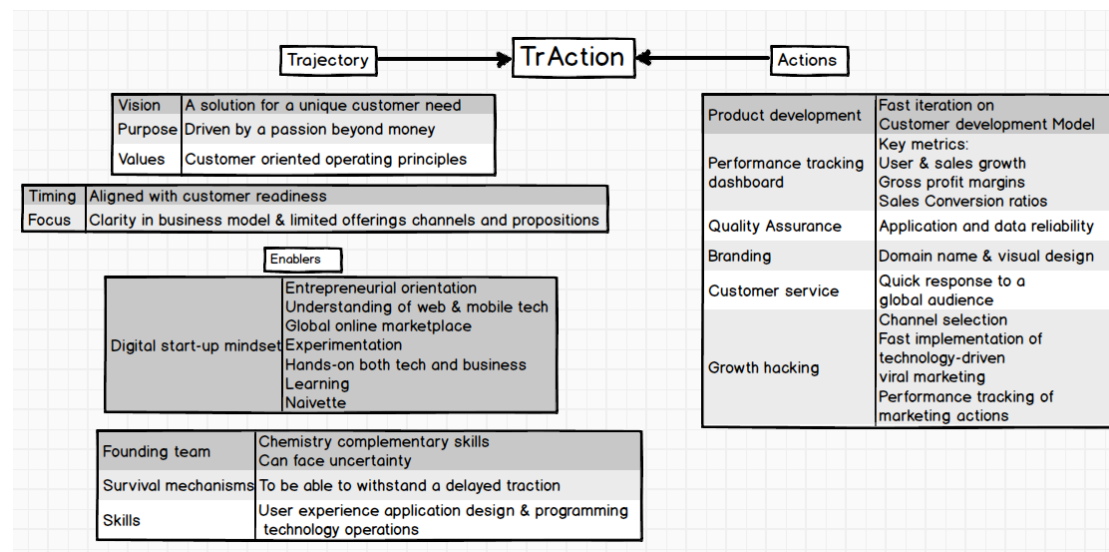 Trajectory
TrAction
Actions
Vision A solution for a unique customer need
Purpose Driven by a passion beyond money
Values Customer oriented operating principles
Timing Aligned with customer readiness
Focus Clarity in business model & limited offerings channels and propositions
Enablers
Digital start-up mindset
Entrepreneurial orientation
Understanding of web & mobile tech
Global online marketplace
Experimentation
Hands-on both tech and business
Learning
Naivette
Founding team
Chemistry complementary skills
Can face uncertainty
Survival mechanisms To be able to withstand a delayed traction
Skills
User experience application design & programming
technology operations
Product development
Fast iteration on
Customer development Model
Performance tracking
dashboard
Key metrics:
User & sales growth
Gross profit margins
Sales Conversion ratios
Quality Assurance Application and data reliability
Branding Domain name & visual design
Customer service
Quick response to a
global audience
Growth hacking
Channel selection
Fast implementation of
technology-driven
viral marketing
Performance tracking of
marketing actions